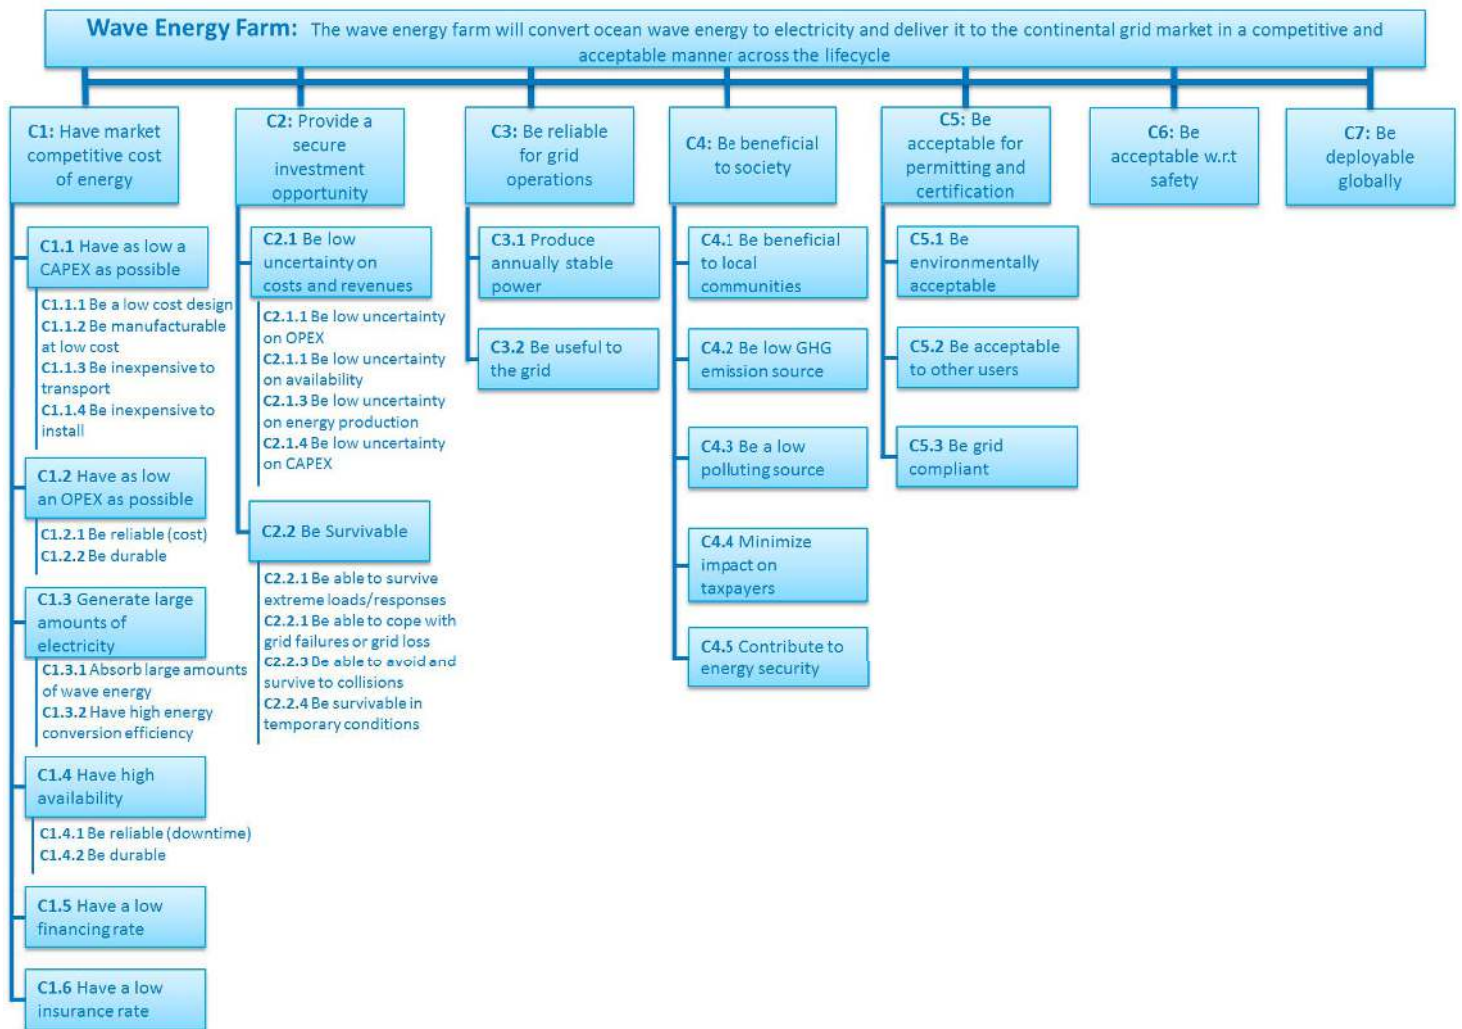 Wave Energy Farm: The wave energy farm will convert ocean wave energy to electricity and deliver it to the continental grid market in a competitive and
acceptable manner across the lifecycle
C1: Have market
competitive cost
of energy
C1.1 Have as low a
CAPEX as possible
C1.1.1 Be a low cost design
C1.1.2 Be manufacturable
at low cost
C1.1.3 Be inexpensive to
transport
C1.1.4 Be inexpensive to
install
C1.2 Have as low
an OPEX as possible
C1.2.1 Be reliable (cost)
C1.2.2 Be durable
C1.3 Generate large
amounts of
electricity
C1.3.1 Absorb large amounts
of wave energy
C1.3.2 Have high energy
conversion efficiency
C1.4 Have high
availability
C1.4.1 Be reliable (downtime)
C1.4.2 Be durable
C1.5 Have a low
financing rate
C1.6 Have a low
insurance rate
C2: Provide a
secure
investment
opportunity
C2.1 Be low
uncertainty on
costs and revenues
C2.1.1 Be low uncertainty
on OPEX
C2.1.1 Be low uncertainty
on availability
C2.1.3 Be low uncertainty
on energy production
C2.1.4 Be low uncertainty
on CAPEX
C2.2 Be Survivable
C2.2.1 Be able to survive
extreme loads/responses
C2.2.1 Be able to cope with
grid failures or grid loss
C2.2.3 Be able to avoid and
survive to collisions
C2.2.4 Be survivable in
temporary conditions
C3: Be reliable
for grid
operations
C3.1 Produce
annually stable
power
C3.2 Be useful to
the grid
C4: Be beneficial
to society
C4.1 Be beneficial
to local
communities
C4.2 Be low GHG
emission source
C4.3 Be a low
polluting source
C4.4 Minimize
impact on
taxpayers
C4.5 Contribute to
energy security
C5: Be
acceptable for
permitting and
certification
C5.1 Be
environmentally
acceptable
C5.2 Be acceptable
to other users
C5.3 Be grid
compliant
C6: Be
acceptable w.r.t
safety
C7: Be
deployable
globally